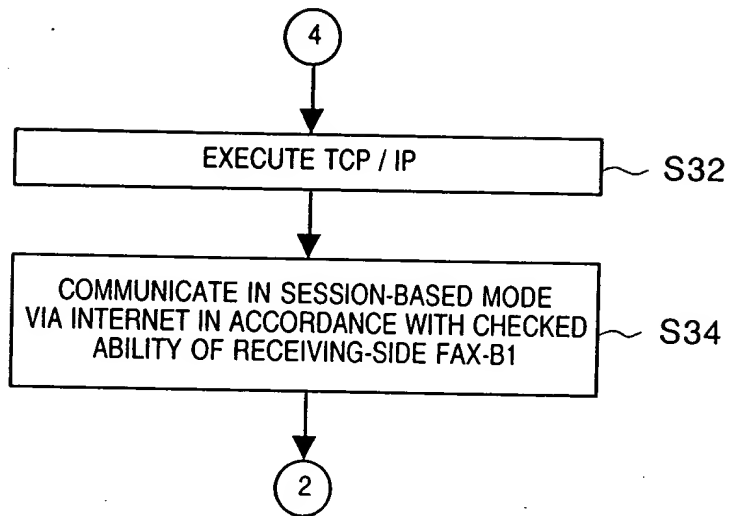 4
EXECUTE TCP / IP
S32
COMMUNICATE IN SESSION-BASED MODE
VIA INTERNET IN ACCORDANCE WITH CHECKED
ABILITY OF RECEIVING-SIDE FAX-B1
S34
2